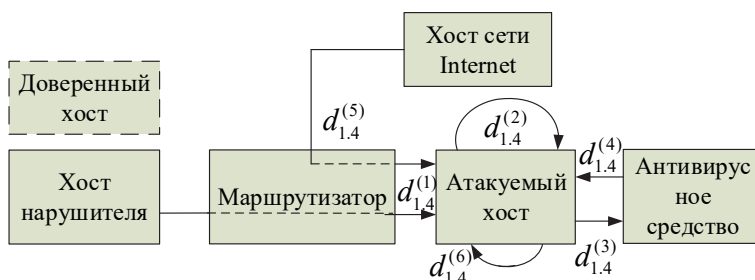 Хост сети
Internet
Доверенный
хост
d_{1.4}^{(5)}
d_{1.4}^{(2)}
d_{1.4}^{(4)}
Хост
нарушителя
Маршрутизатор
d_{1.4}^{(1)}
Атакуемый
хост
Антивирус
ное
средство
d_{1.4}^{(6)}
d_{1.4}^{(3)}